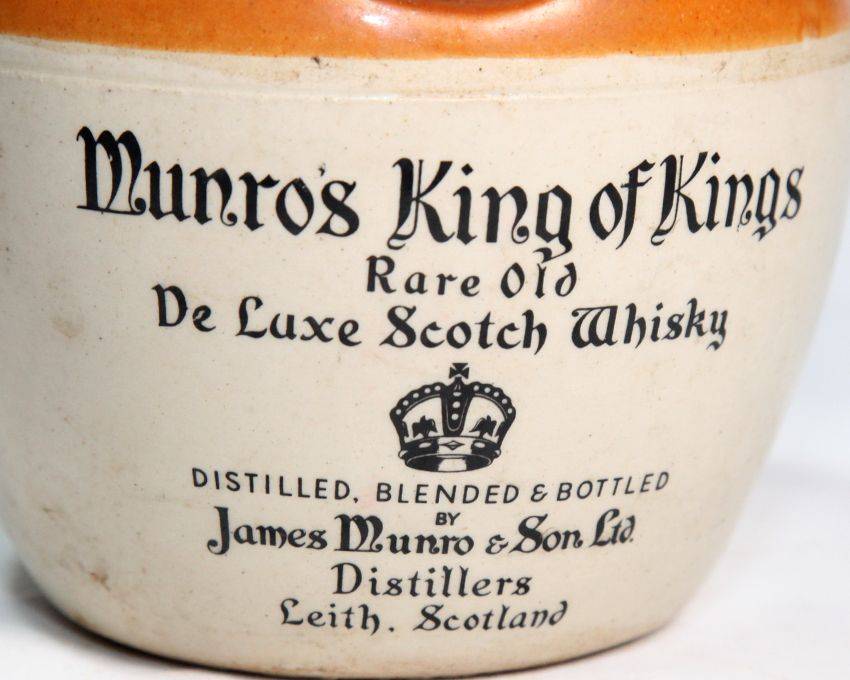 Munro's King of Kings
Rare Old
De Luxe Scotch Whisky
DISTILLED, BLENDED & BOTTLED
BY
James Munro & Son Ltd.
Distillers
Leith. Scotland